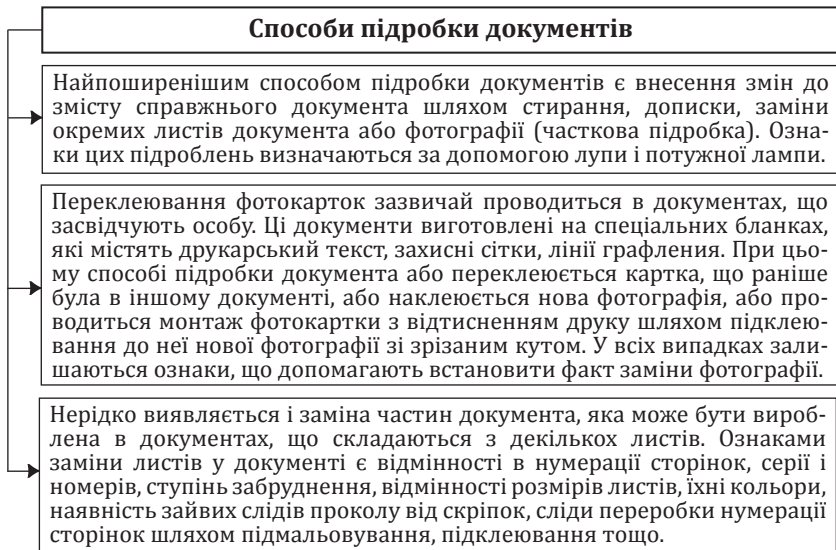 Способи підробки документів
Найпоширенішим способом підробки документів є внесення змін до
змісту справжнього документа шляхом стирання, дописки, заміни
окремих листів документа або фотографії (часткова підробка). Озна-
ки цих підроблень визначаються за допомогою лупи і потужної лампи.
Переклеювання фотокарток зазвичай проводиться в документах, що
засвідчують особу. Ці документи виготовлені на спеціальних бланках,
які містять друкарський текст, захисні сітки, лінії графлення. При цьо-
му способі підробки документа або переклеюється картка, що раніше
була в іншому документі, або наклеюється нова фотографія, або про-
водиться монтаж фотокартки з відтисненням друку шляхом підклею-
вання до неї нової фотографії зі зрізаним кутом. У всіх випадках зали-
шаються ознаки, що допомагають встановити факт заміни фотографії.
Нерідко виявляється і заміна частин документа, яка може бути виро-
блена в документах, що складаються з декількох листів. Ознаками
заміни листів у документі є відмінності в нумерації сторінок, серії і
номерів, ступінь забруднення, відмінності розмірів листів, їхні кольори,
наявність зайвих слідів проколу від скріпок, сліди переробки нумерації
сторінок шляхом підмальовування, підклеювання тощо.